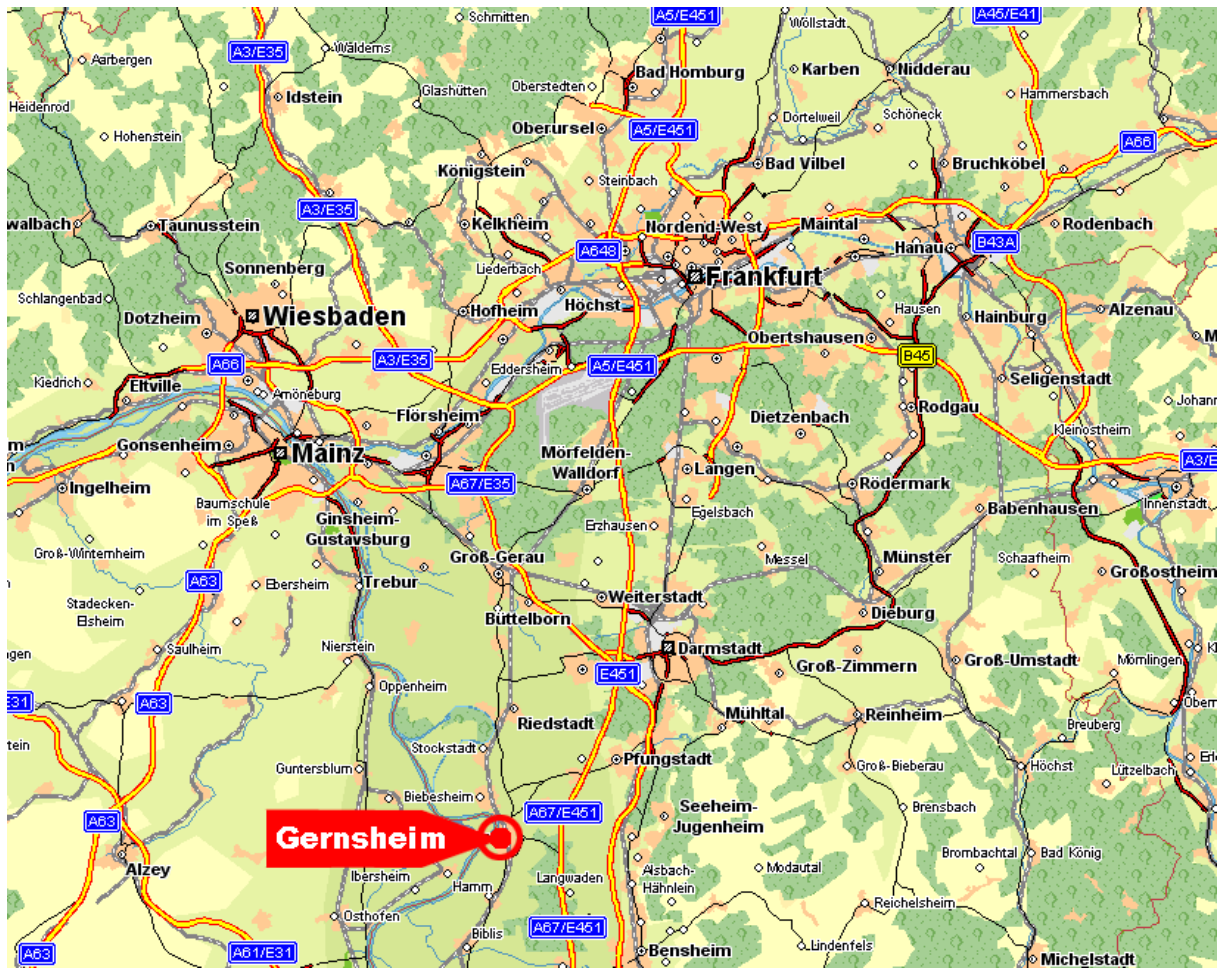 Schmitten
A5/E451
Wöllstadt
A45/E41
A3/E35
Wäldems
Aarbergen
Bad Homburg
Karben
Nidderau
Idstein
Glashütten
Oberstedten
Hammersbach
Heidenrod
Hohenstein
Oberursel
A5/E451
Dortelweil
Schöneck
A66
Königstein
Bad Vilbel
Bruchköbel
Steinbach
A3/E35
walbach
Taunusstein
Kelkheim
Nordend-West
Maintal
Rodenbach
A648
Hanau
B43A
Sonnenberg
Liederbach
Frankfurt
Schlangenbad
Höchst
Hausen
Alzenau
Dotzheim
Wiesbaden
Hofheim
Hainburg
Obertshausen
B45
A66
A3/E35
Eddersheim
A5/E451
Kiedrich
Eltville
Amöneburg
Seligenstadt
Johann
Flörsheim
Dietzenbach
Rodgau
Kleinostheim
m
Gonsenheim
Mainz
Mörfelden-
Walldorf
n
Langen
A3/E
Ingelheim
A67/E35
Rödermark
Baumschule
im Speß
Ginsheim-
Gustavsburg
Egelsbach
Babenhausen
Innenstadt
Erzhausen
Groß-Winternheim
Groß-Gerau
Messel
Münster
Schaafheim
Großostheim
A63
Ebersheim
Trebur
Stadecken-
Elsheim
Weiterstadt
Büttelborn
Dieburg
Saulheim
Nierstein
Darmstadt
Groß-Zimmern
Groß-Umstadt
ngen
Mömlingen
Kl
E451
Oppenheim
E31
A63
Riedstadt
Mühltal
Reinheim
Obern
Breuberg
tein
Stockstadt
Guntersblum
Pfungstadt
Groß-Bieberau
Höchst
Lützelbach
Erle
Biebesheim
Seeheim-
Jugenheim
Brensbach
A63
A67/E451
Gernsheim
Alzey
Ibersheim
Hamm
Langwaden
Alsbach-
Hähnlein
Modautal
Brombachtal
Bad König
Osthofen
Reichelsheim
A67/E451
A63
A61/E31
Biblis
Bensheim
Lindenfels
Michelstadt